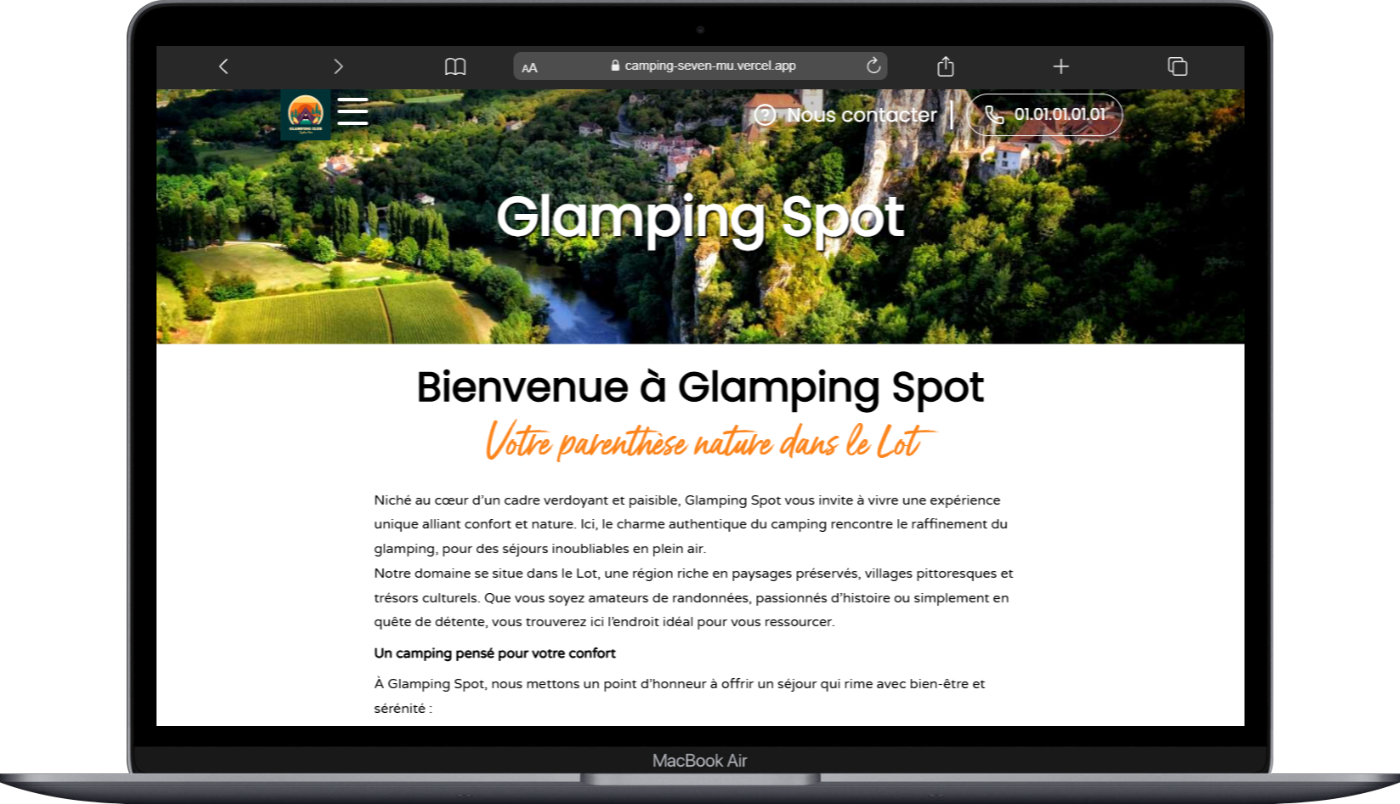 AA
camping-seven-mu.vercel.app
Nous contacter
01.01.01.01.01
Glamping Spot
Bienvenue à Glamping Spot
Votre parenthèse nature dans le Lot
Niché au cœur d'un cadre verdoyant et paisible, Glamping Spot vous invite à vivre une expérience
unique alliant confort et nature. Ici, le charme authentique du camping rencontre le raffinement du
glamping, pour des séjours inoubliables en plein air.
Notre domaine se situe dans le Lot, une région riche en paysages préservés, villages pittoresques et
trésors culturels. Que vous soyez amateurs de randonnées, passionnés d'histoire ou simplement en
quête de détente, vous trouverez ici l'endroit idéal pour vous ressourcer.
Un camping pensé pour votre confort
À Glamping Spot, nous mettons un point d'honneur à offrir un séjour qui rime avec bien-être et
sérénité :
MacBook Air